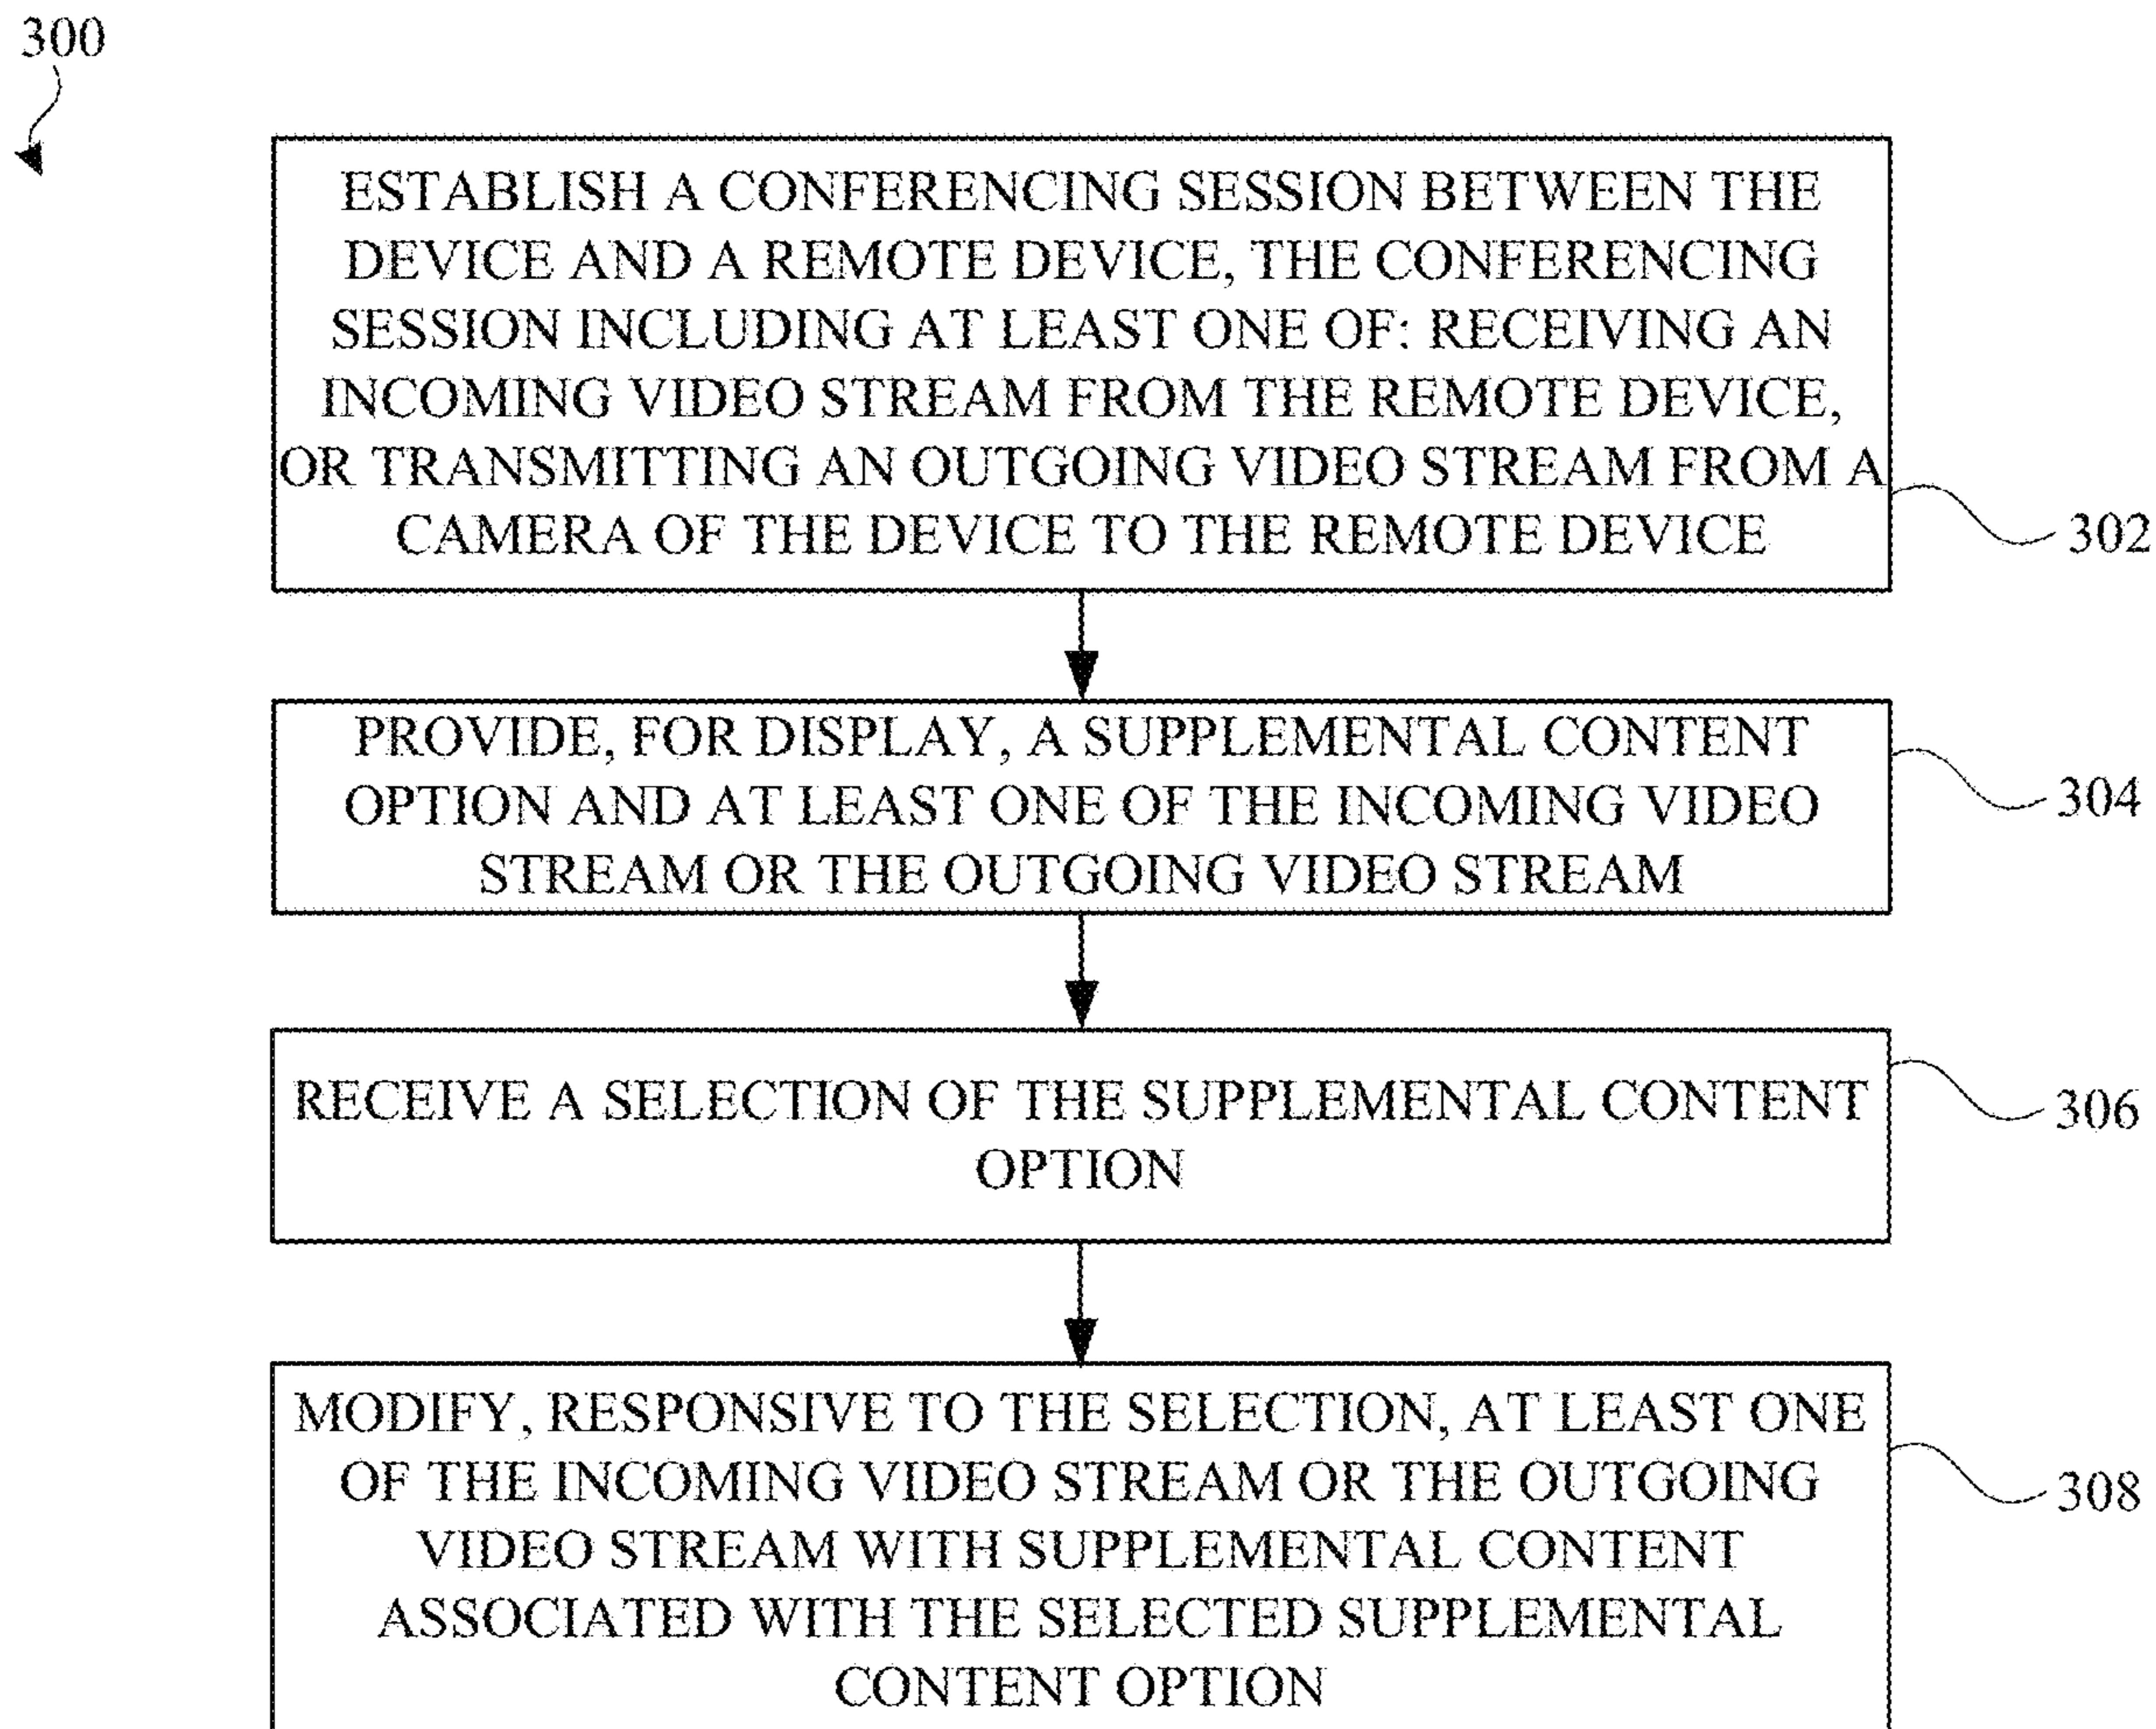 300
ESTABLISH A CONFERENCING SESSION BETWEEN THE
DEVICE AND A REMOTE DEVICE, THE CONFERENCING
SESSION INCLUDING AT LEAST ONE OF: RECEIVING AN
INCOMING VIDEO STREAM FROM THE REMOTE DEVICE,
OR TRANSMITTING AN OUTGOING VIDEO STREAM FROM A
CAMERA OF THE DEVICE TO THE REMOTE DEVICE
302
PROVIDE, FOR DISPLAY, A SUPPLEMENTAL CONTENT
OPTION AND AT LEAST ONE OF THE INCOMING VIDEO
STREAM OR THE OUTGOING VIDEO STREAM
304
RECEIVE A SELECTION OF THE SUPPLEMENTAL CONTENT
OPTION
306
MODIFY, RESPONSIVE TO THE SELECTION, AT LEAST ONE
OF THE INCOMING VIDEO STREAM OR THE OUTGOING
VIDEO STREAM WITH SUPPLEMENTAL CONTENT
ASSOCIATED WITH THE SELECTED SUPPLEMENTAL
CONTENT OPTION
308